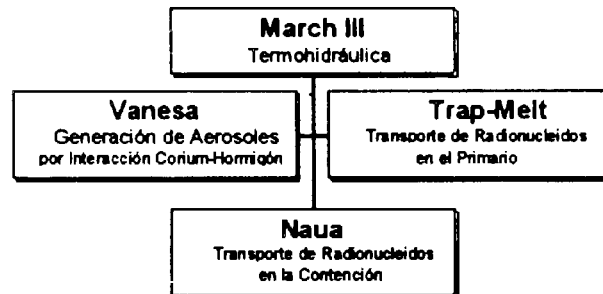 March III
Termohidráulica
Vanesa
Generación de Aerosoles
por Interacción Corium-Hormigón
Trap-Melt
Transporte de Radionucleidos
en el Primario
Naua
Transporte de Radionucleidos
en la Contención